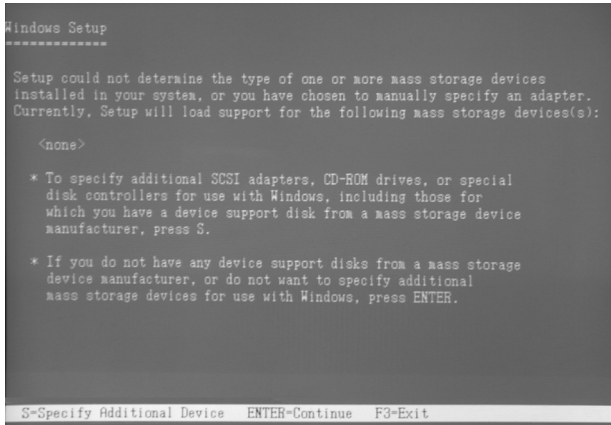 Windows Setup
=============
Setup could not determine the type of one or more mass storage devices
installed in your system, or you have chosen to manually specify an adapter.
Currently, Setup will load support for the following mass storage devices(s):
<none>
* To specify additional SCSI adapters, CD-ROM drives, or special
disk controllers for use with Windows, including those for
which you have a device support disk from a mass storage device
manufacturer, press S.
* If you do not have any device support disks from a mass storage
device manufacturer, or do not want to specify additional
mass storage devices for use with Windows, press ENTER.
S=Specify Additional Device ENTER=Continue F3=Exit